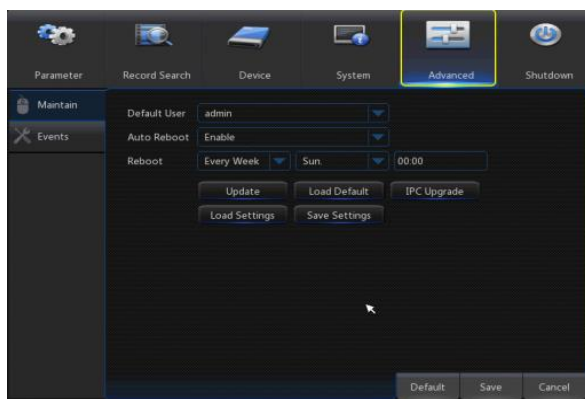 Parameter Record Search Device System Advanced Shutdown
Maintain
Events
Default User admin
Auto Reboot Enable
Reboot Every Week Sun. 00:00
Update Load Default IPC Upgrade
Load Settings Save Settings
Default Save Cancel